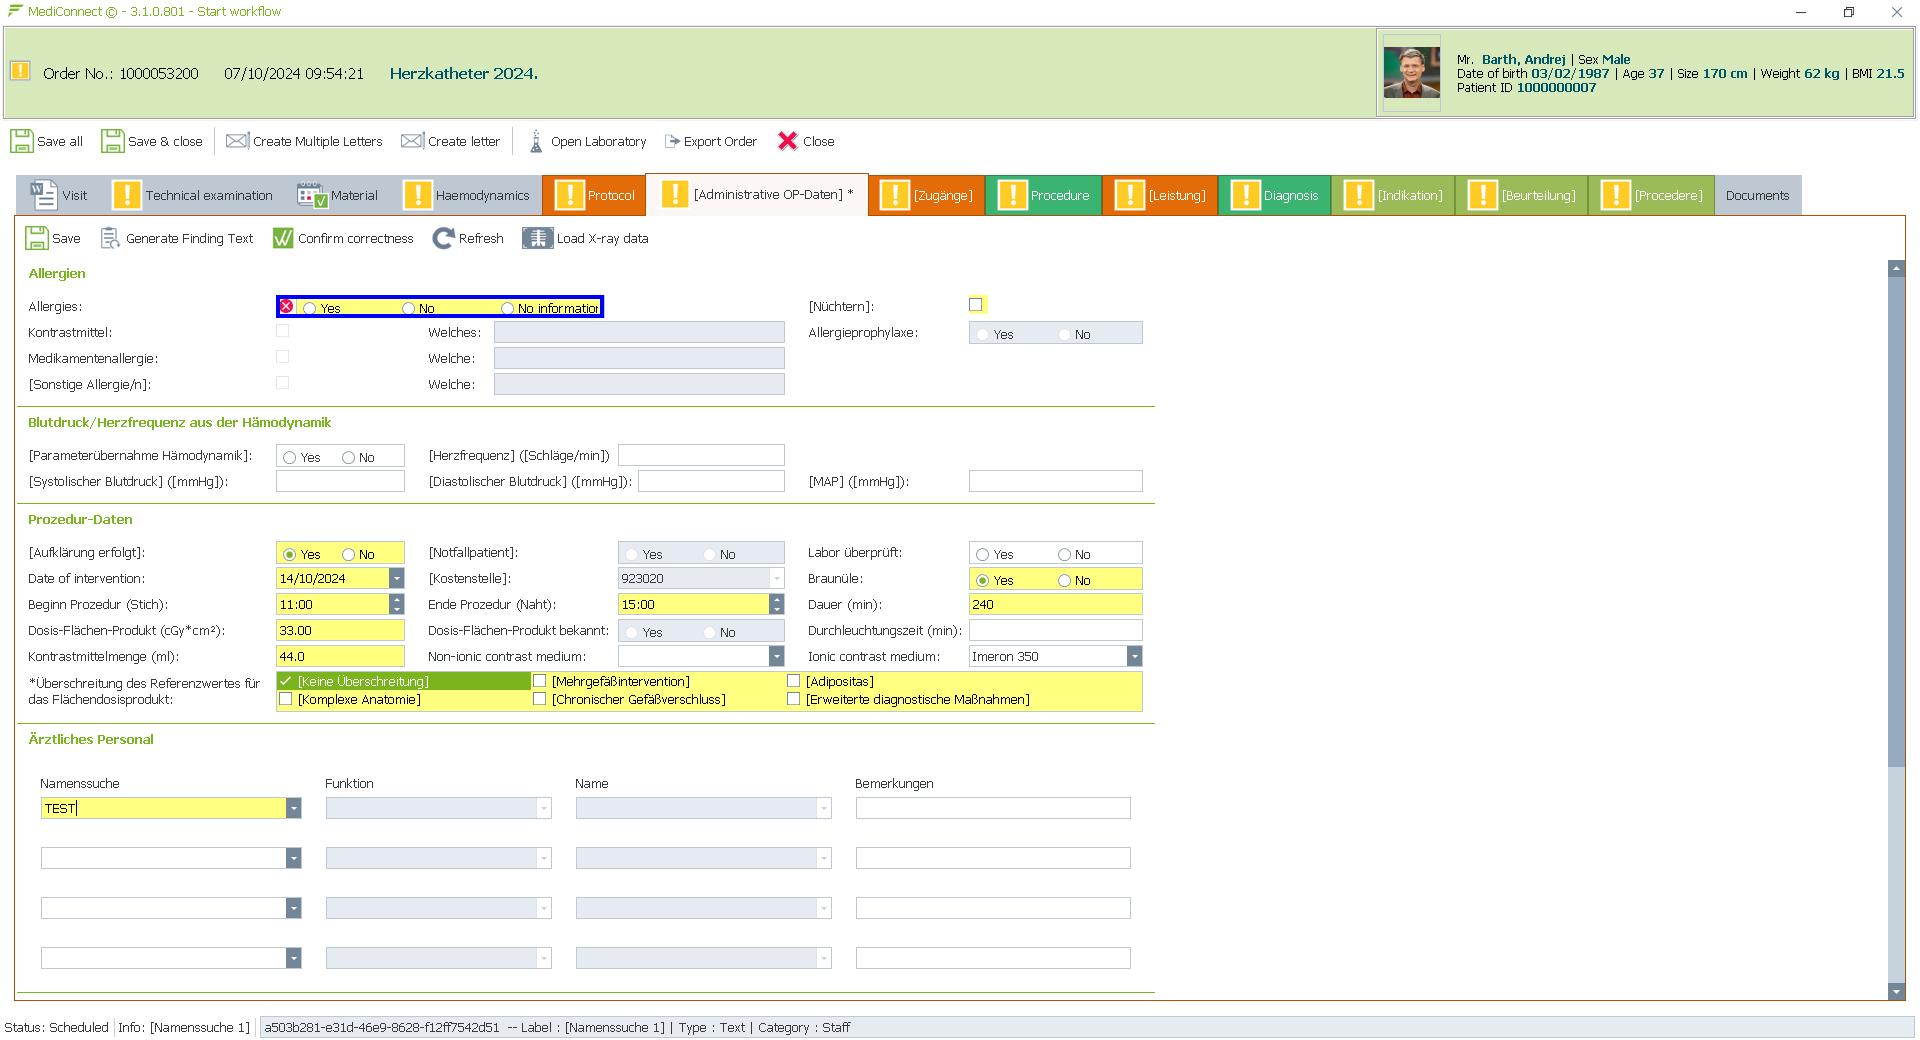 MediConnect © - 3.1.0.801 - Start workflow
Order No.: 1000053200 07/10/2024 09:54:21 Herzkatheter 2024.
Mr. Barth, Andrej | Sex Male
Date of birth 03/02/1987 | Age 37 | Size 170 cm | Weight 62 kg | BMI 21.5
Patient ID 1000000007
Save all Save & close Create Multiple Letters Create letter Open Laboratory Export Order Close
Visit Technical examination Material Haemodynamics Protocol [Administrative OP-Daten] * [Zugänge] Procedure [Leistung] Diagnosis [Indikation] [Beurteilung] [Procedere] Documents
Save Generate Finding Text Confirm correctness Refresh Load X-ray data
Allergien
Allergies: Yes No No information [Nüchtern]:
Kontrastmittel: Welches: Allergieprophylaxe: Yes No
Medikamentenallergie: Welche:
[Sonstige Allergie/n]: Welche:
Blutdruck/Herzfrequenz aus der Hämodynamik
[Parameterübernahme Hämodynamik]: Yes No [Herzfrequenz] ([Schläge/min])
[Systolischer Blutdruck] ([mmHg]): [Diastolischer Blutdruck] ([mmHg]): [MAP] ([mmHg]):
Prozedur-Daten
[Aufklärung erfolgt]: Yes No [Notfallpatient]: Yes No Labor überprüft: Yes No
Date of intervention: 14/10/2024 [Kostenstelle]: 923020 Braunüle: Yes No
Beginn Prozedur (Stich): 11:00 Ende Prozedur (Naht): 15:00 Dauer (min): 240
Dosis-Flächen-Produkt (cGy*cm²): 33.00 Dosis-Flächen-Produkt bekannt: Yes No Durchleuchtungszeit (min):
Kontrastmittelmenge (ml): 44.0 Non-ionic contrast medium: Ionic contrast medium: Imeron 350
*Überschreitung des Referenzwertes für das Flächendosisprodukt:
[Keine Überschreitung] [Mehrgefäßintervention] [Adipositas]
[Komplexe Anatomie] [Chronischer Gefäßverschluss] [Erweiterte diagnostische Maßnahmen]
Ärztliches Personal
Namenssuche Funktion Name Bemerkungen
TEST
Status: Scheduled Info: [Namenssuche 1] a503b281-e31d-46e9-8628-f12ff7542d51 -- Label : [Namenssuche 1] | Type : Text | Category : Staff